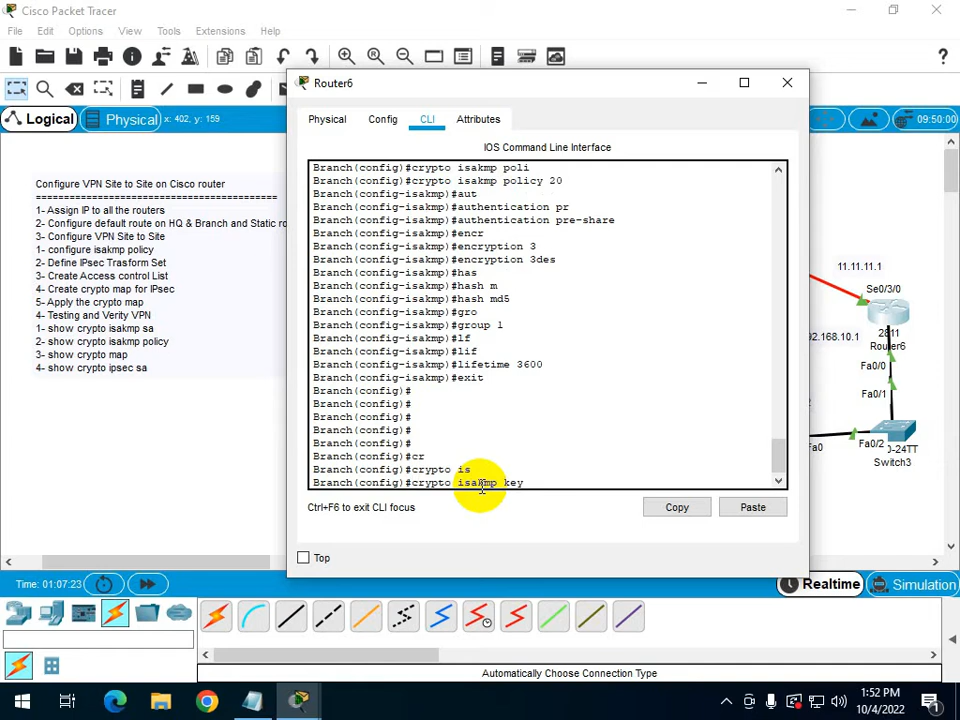 Cisco Packet Tracer
File Edit Options View Tools Extensions Help
Logical
Physical
x: 402, y: 159
09:50:00
Configure VPN Site to Site on Cisco router
=========================================
1- Assign IP to all the routers
2- Configure default route on HQ & Branch and Static ro
3- Configure VPN Site to Site
1- configure isakmp policy
2- Define IPsec Trasform Set
3- Create Access control List
4- Create crypto map for IPsec
5- Apply the crypto map
4- Testing and Verity VPN
1- show crypto isakmp sa
2- show crypto isakmp policy
3- show crypto map
4- show crypto ipsec sa
Router6
Physical Config CLI Attributes
IOS Command Line Interface
Branch(config)#crypto isakmp poli
Branch(config)#crypto isakmp policy 20
Branch(config-isakmp)#aut
Branch(config-isakmp)#authentication pr
Branch(config-isakmp)#authentication pre-share
Branch(config-isakmp)#encr
Branch(config-isakmp)#encryption 3
Branch(config-isakmp)#encryption 3des
Branch(config-isakmp)#has
Branch(config-isakmp)#hash m
Branch(config-isakmp)#hash md5
Branch(config-isakmp)#gro
Branch(config-isakmp)#group 1
Branch(config-isakmp)#lf
Branch(config-isakmp)#lif
Branch(config-isakmp)#lifetime 3600
Branch(config-isakmp)#exit
Branch(config)#
Branch(config)#
Branch(config)#
Branch(config)#
Branch(config)#
Branch(config)#cr
Branch(config)#crypto is
Branch(config)#crypto isakmp key
Ctrl+F6 to exit CLI focus
Copy
Paste
Top
11.11.11.1
Se0/3/0
2811
Router6
92.168.10.1
Fa0/0
Fa0/1
Fa0
Fa0/2
0-24TT
Switch3
Time: 01:07:23
Realtime
Simulation
Automatically Choose Connection Type
1:52 PM
10/4/2022
1